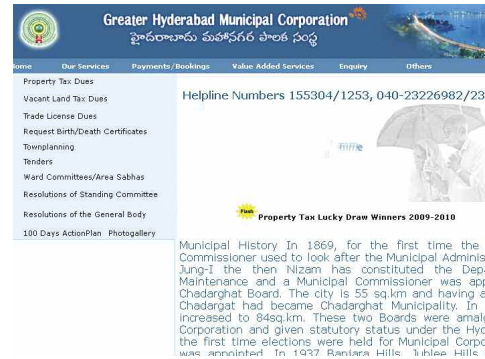 Greater Hyderabad Municipal Corporation
హైదరాబాదు మహానగర పాలక సంస్థ
ome Our Services Payments/Bookings Value Added Services Enquiry Others
Property Tax Dues
Vacant Land Tax Dues
Trade License Dues
Request Birth/Death Certificates
Townplanning
Tenders
Ward Committees/Area Sabhas
Resolutions of Standing Committee
Resolutions of the General Body
100 Days ActionPlan Photogallery
Helpline Numbers 155304/1253, 040-23226982/23
Flash Property Tax Lucky Draw Winners 2009-2010
Municipal History In 1869, for the first time the
Commissioner used to look after the Municipal Adminis
Jung-I the then Nizam has constituted the Dep
Maintenance and a Municipal Commissioner was app
Chadarghat Board. The city is 55 sq.km and having a
Chadargat had became Chadarghat Municipality. In
increased to 84sq.km. These two Boards were amalg
Corporation and given statutory status under the Hyd
the first time elections were held for Municipal Corpo
was appointed. In 1937 Banjara Hills, Jubilee Hills